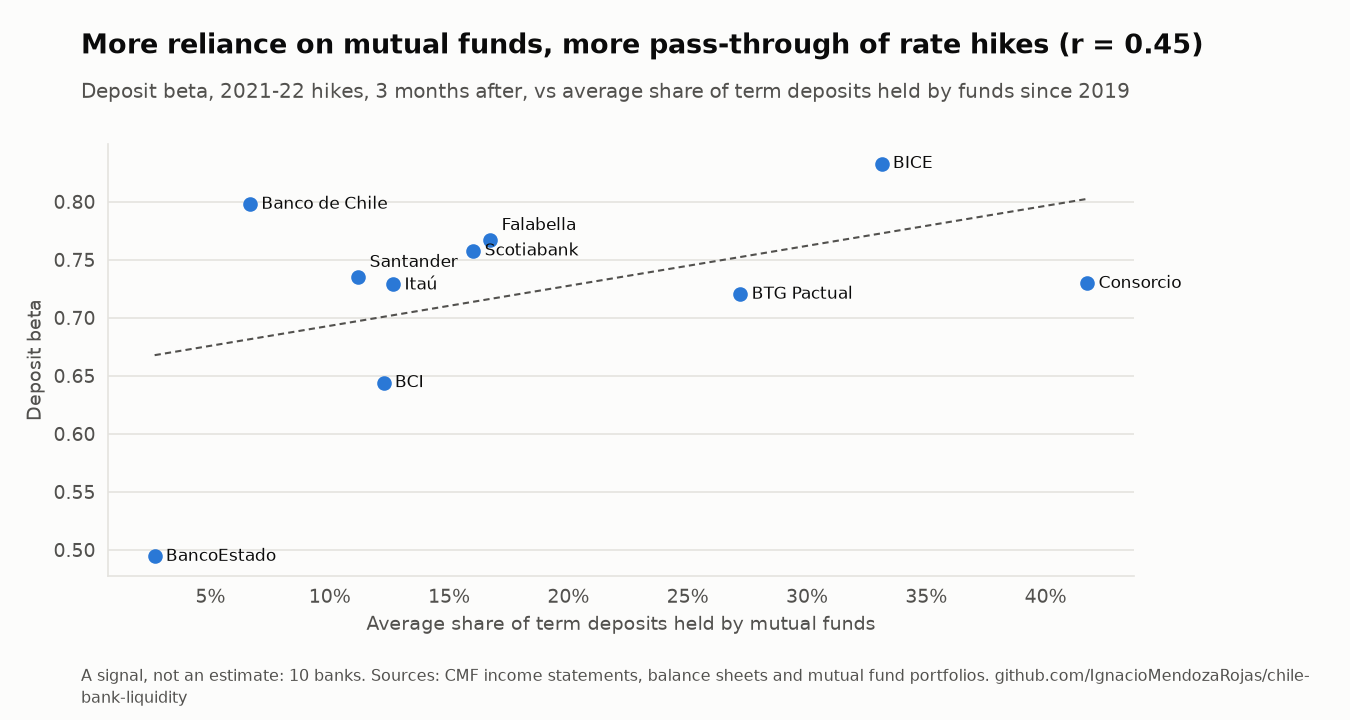 More reliance on mutual funds, more pass-through of rate hikes (r = 0.45)
Deposit beta, 2021-22 hikes, 3 months after, vs average share of term deposits held by funds since 2019
Deposit beta
0.80
0.75
0.70
0.65
0.60
0.55
0.50
BICE
Banco de Chile
Falabella
Scotiabank
Santander
Itaú
BTG Pactual
Consorcio
BCI
BancoEstado
5%
10%
15%
20%
25%
30%
35%
40%
Average share of term deposits held by mutual funds
A signal, not an estimate: 10 banks. Sources: CMF income statements, balance sheets and mutual fund portfolios. github.com/IgnacioMendozaRojas/chile-
bank-liquidity